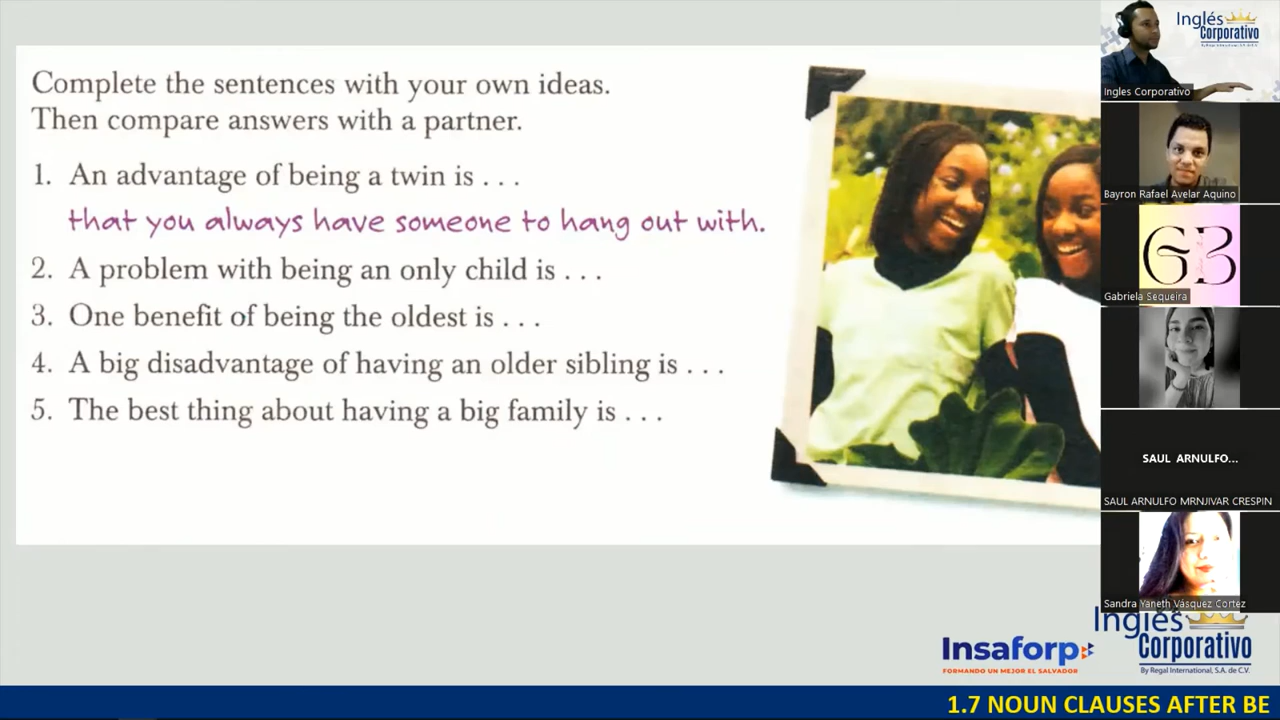 Complete the sentences with your own ideas.
Then compare answers with a partner.
1. An advantage of being a twin is . . .
that you always have someone to hang out with.
2. A problem with being an only child is . . .
3. One benefit of being the oldest is . . .
4. A big disadvantage of having an older sibling is . . .
5. The best thing about having a big family is . . .
Inglés
Corporativo
Ingles Corporativo
Bayron Rafael Avelar Aquino
GB
Gabriela Sequeira
SAUL ARNULFO...
SAUL ARNULFO MRNJIVAR CRESPIN
Sandra Yaneth Vásquez Cortez
Insaforp
FORMANDO UN MEJOR EL SALVADOR
Inglés
Corporativo
By Regal International, S.A. de C.V.
1.7 NOUN CLAUSES AFTER BE